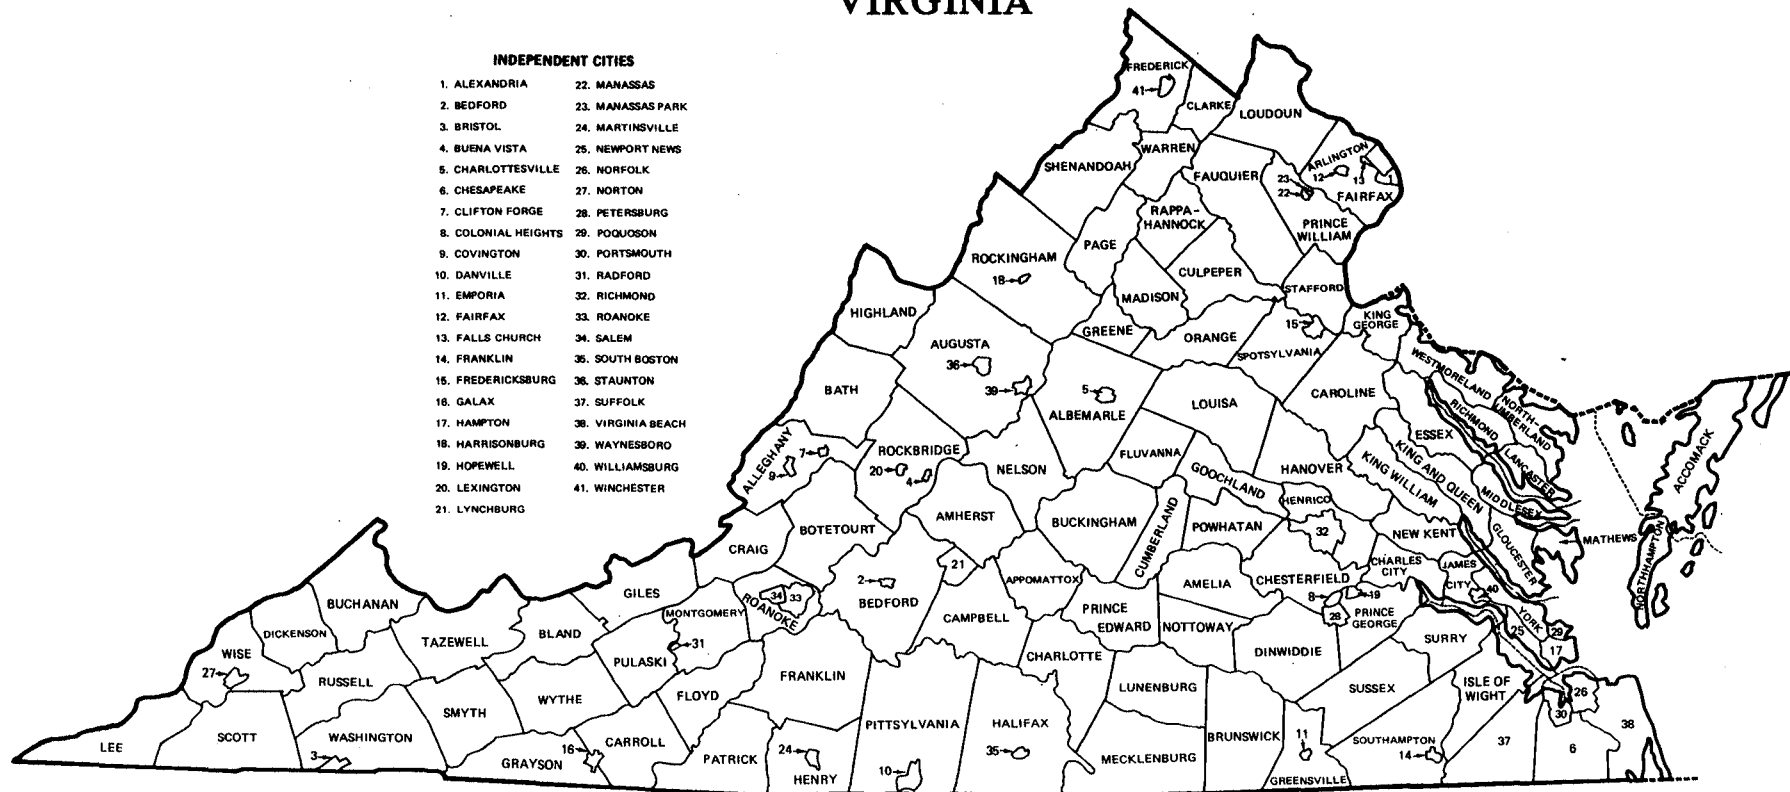 VIRGINIA
INDEPENDENT CITIES
1. ALEXANDRIA
2. BEDFORD
3. BRISTOL
4. BUENA VISTA
5. CHARLOTTESVILLE
6. CHESAPEAKE
7. CLIFTON FORGE
8. COLONIAL HEIGHTS
9. COVINGTON
10. DANVILLE
11. EMPORIA
12. FAIRFAX
13. FALLS CHURCH
14. FRANKLIN
15. FREDERICKSBURG
16. GALAX
17. HAMPTON
18. HARRISONBURG
19. HOPEWELL
20. LEXINGTON
21. LYNCHBURG
22. MANASSAS
23. MANASSAS PARK
24. MARTINSVILLE
25. NEWPORT NEWS
26. NORFOLK
27. NORTON
28. PETERSBURG
29. POQUOSON
30. PORTSMOUTH
31. RADFORD
32. RICHMOND
33. ROANOKE
34. SALEM
35. SOUTH BOSTON
36. STAUNTON
37. SUFFOLK
38. VIRGINIA BEACH
39. WAYNESBORO
40. WILLIAMSBURG
41. WINCHESTER
FREDERICK
41
CLARKE
LOUDOUN
WARREN
SHENANDOAH
FAUQUIER
ARLINGTON
12
13
1
FAIRFAX
23
22
PRINCE
WILLIAM
RAPPA-
HANNOCK
PAGE
ROCKINGHAM
18
CULPEPER
MADISON
STAFFORD
HIGHLAND
GREENE
ORANGE
15
KING
GEORGE
SPOTSYLVANIA
AUGUSTA
36
39
BATH
5
ALBEMARLE
LOUISA
CAROLINE
WESTMORELAND
RICHMOND
NORTH-
UMBERLAND
ESSEX
LANCASTER
ALLEGHANY
9
7
ROCKBRIDGE
20
4
NELSON
FLUVANNA
GOOCHLAND
HANOVER
KING WILLIAM
KING AND QUEEN
MIDDLESEX
ACCOMACK
HENRICO
32
BOTETOURT
AMHERST
BUCKINGHAM
CUMBERLAND
POWHATAN
NEW KENT
GLOUCESTER
MATHEWS
NORTHHAMPTON
CRAIG
21
2
BEDFORD
APPOMATTOX
AMELIA
CHESTERFIELD
CHARLES
CITY
JAMES
CITY
40
YORK
GILES
BUCHANAN
34
33
ROANOKE
MONTGOMERY
31
CAMPBELL
PRINCE
EDWARD
NOTTOWAY
8
19
28
PRINCE
GEORGE
25
29
17
DICKENSON
TAZEWELL
BLAND
PULASKI
WISE
27
RUSSELL
CHARLOTTE
DINWIDDIE
SURRY
FRANKLIN
FLOYD
WYTHE
LUNENBURG
SUSSEX
ISLE OF
WIGHT
26
30
SMYTH
SCOTT
WASHINGTON
3
LEE
GRAYSON
16
CARROLL
PATRICK
24
HENRY
PITTSYLVANIA
10
HALIFAX
35
MECKLENBURG
BRUNSWICK
11
GREENSVILLE
SOUTHAMPTON
14
37
6
38